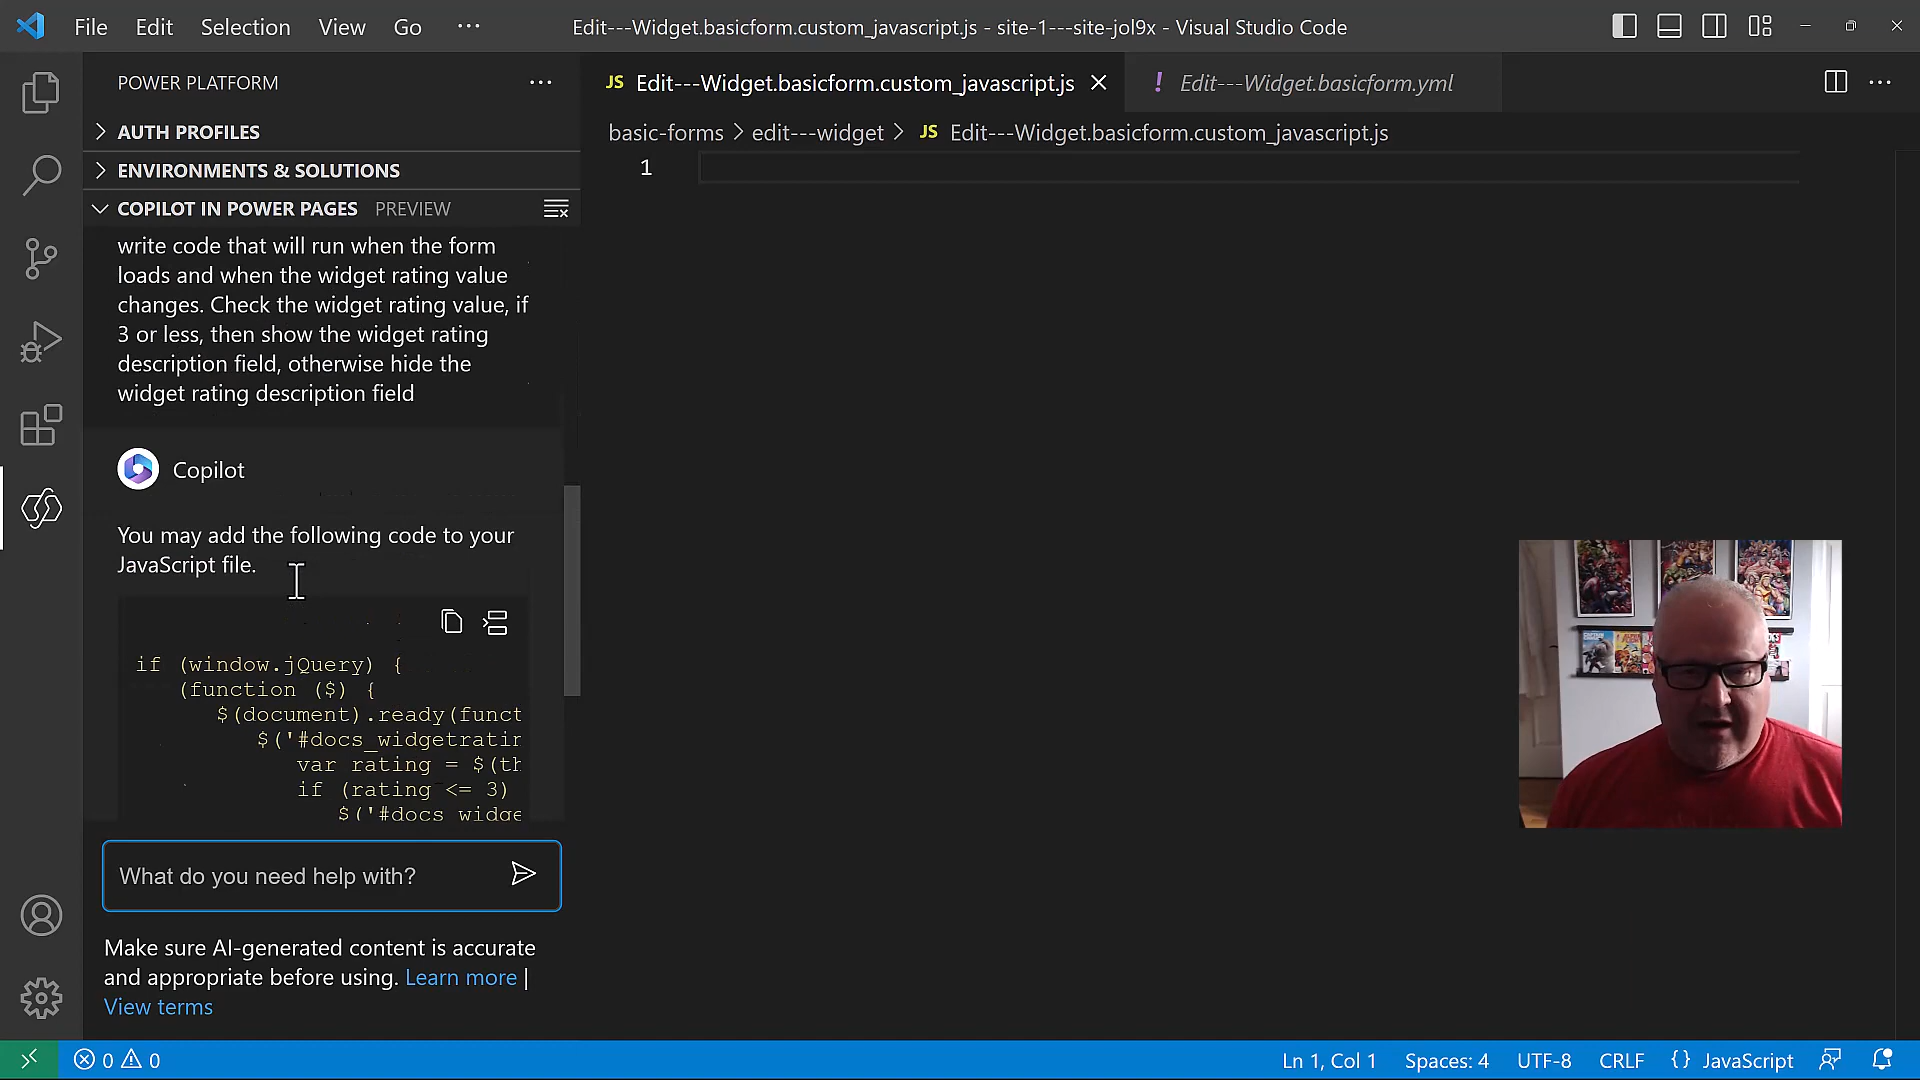 File Edit Selection View Go ··· Edit---Widget.basicform.custom_javascript.js - site-1---site-jol9x - Visual Studio Code
POWER PLATFORM ···
AUTH PROFILES
ENVIRONMENTS & SOLUTIONS
COPILOT IN POWER PAGES PREVIEW
write code that will run when the form
loads and when the widget rating value
changes. Check the widget rating value, if
3 or less, then show the widget rating
description field, otherwise hide the
widget rating description field
Copilot
You may add the following code to your
JavaScript file.
if (window.jQuery) {
(function ($) {
$(document).ready(funct
$('#docs_widgetratin
var rating = $(th
if (rating <= 3)
$('#docs_widge
What do you need help with?
Make sure AI-generated content is accurate
and appropriate before using. Learn more |
View terms
JS Edit---Widget.basicform.custom_javascript.js ! Edit---Widget.basicform.yml ···
basic-forms > edit---widget > JS Edit---Widget.basicform.custom_javascript.js
1
0 0 Ln 1, Col 1 Spaces: 4 UTF-8 CRLF {} JavaScript